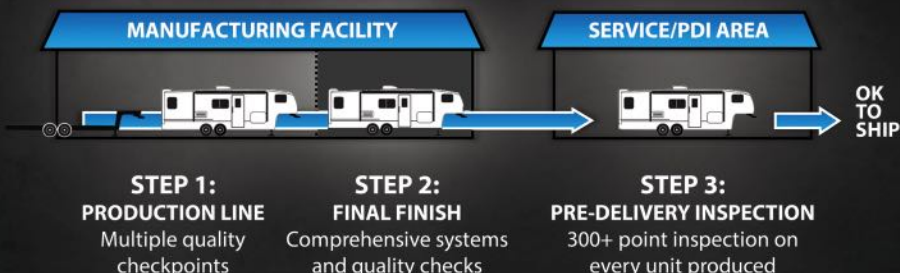 MANUFACTURING FACILITY
SERVICE/PDI AREA
OK
TO
SHIP
STEP 1:
PRODUCTION LINE
Multiple quality
checkpoints
STEP 2:
FINAL FINISH
Comprehensive systems
and quality checks
STEP 3:
PRE-DELIVERY INSPECTION
300+ point inspection on
every unit produced